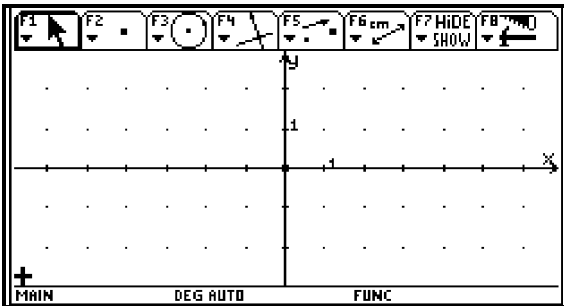 F1 F2 F3 F4 F5 F6 cm F7 HIDE F8
SHOW
y
1
1
x
MAIN DEG AUTO FUNC